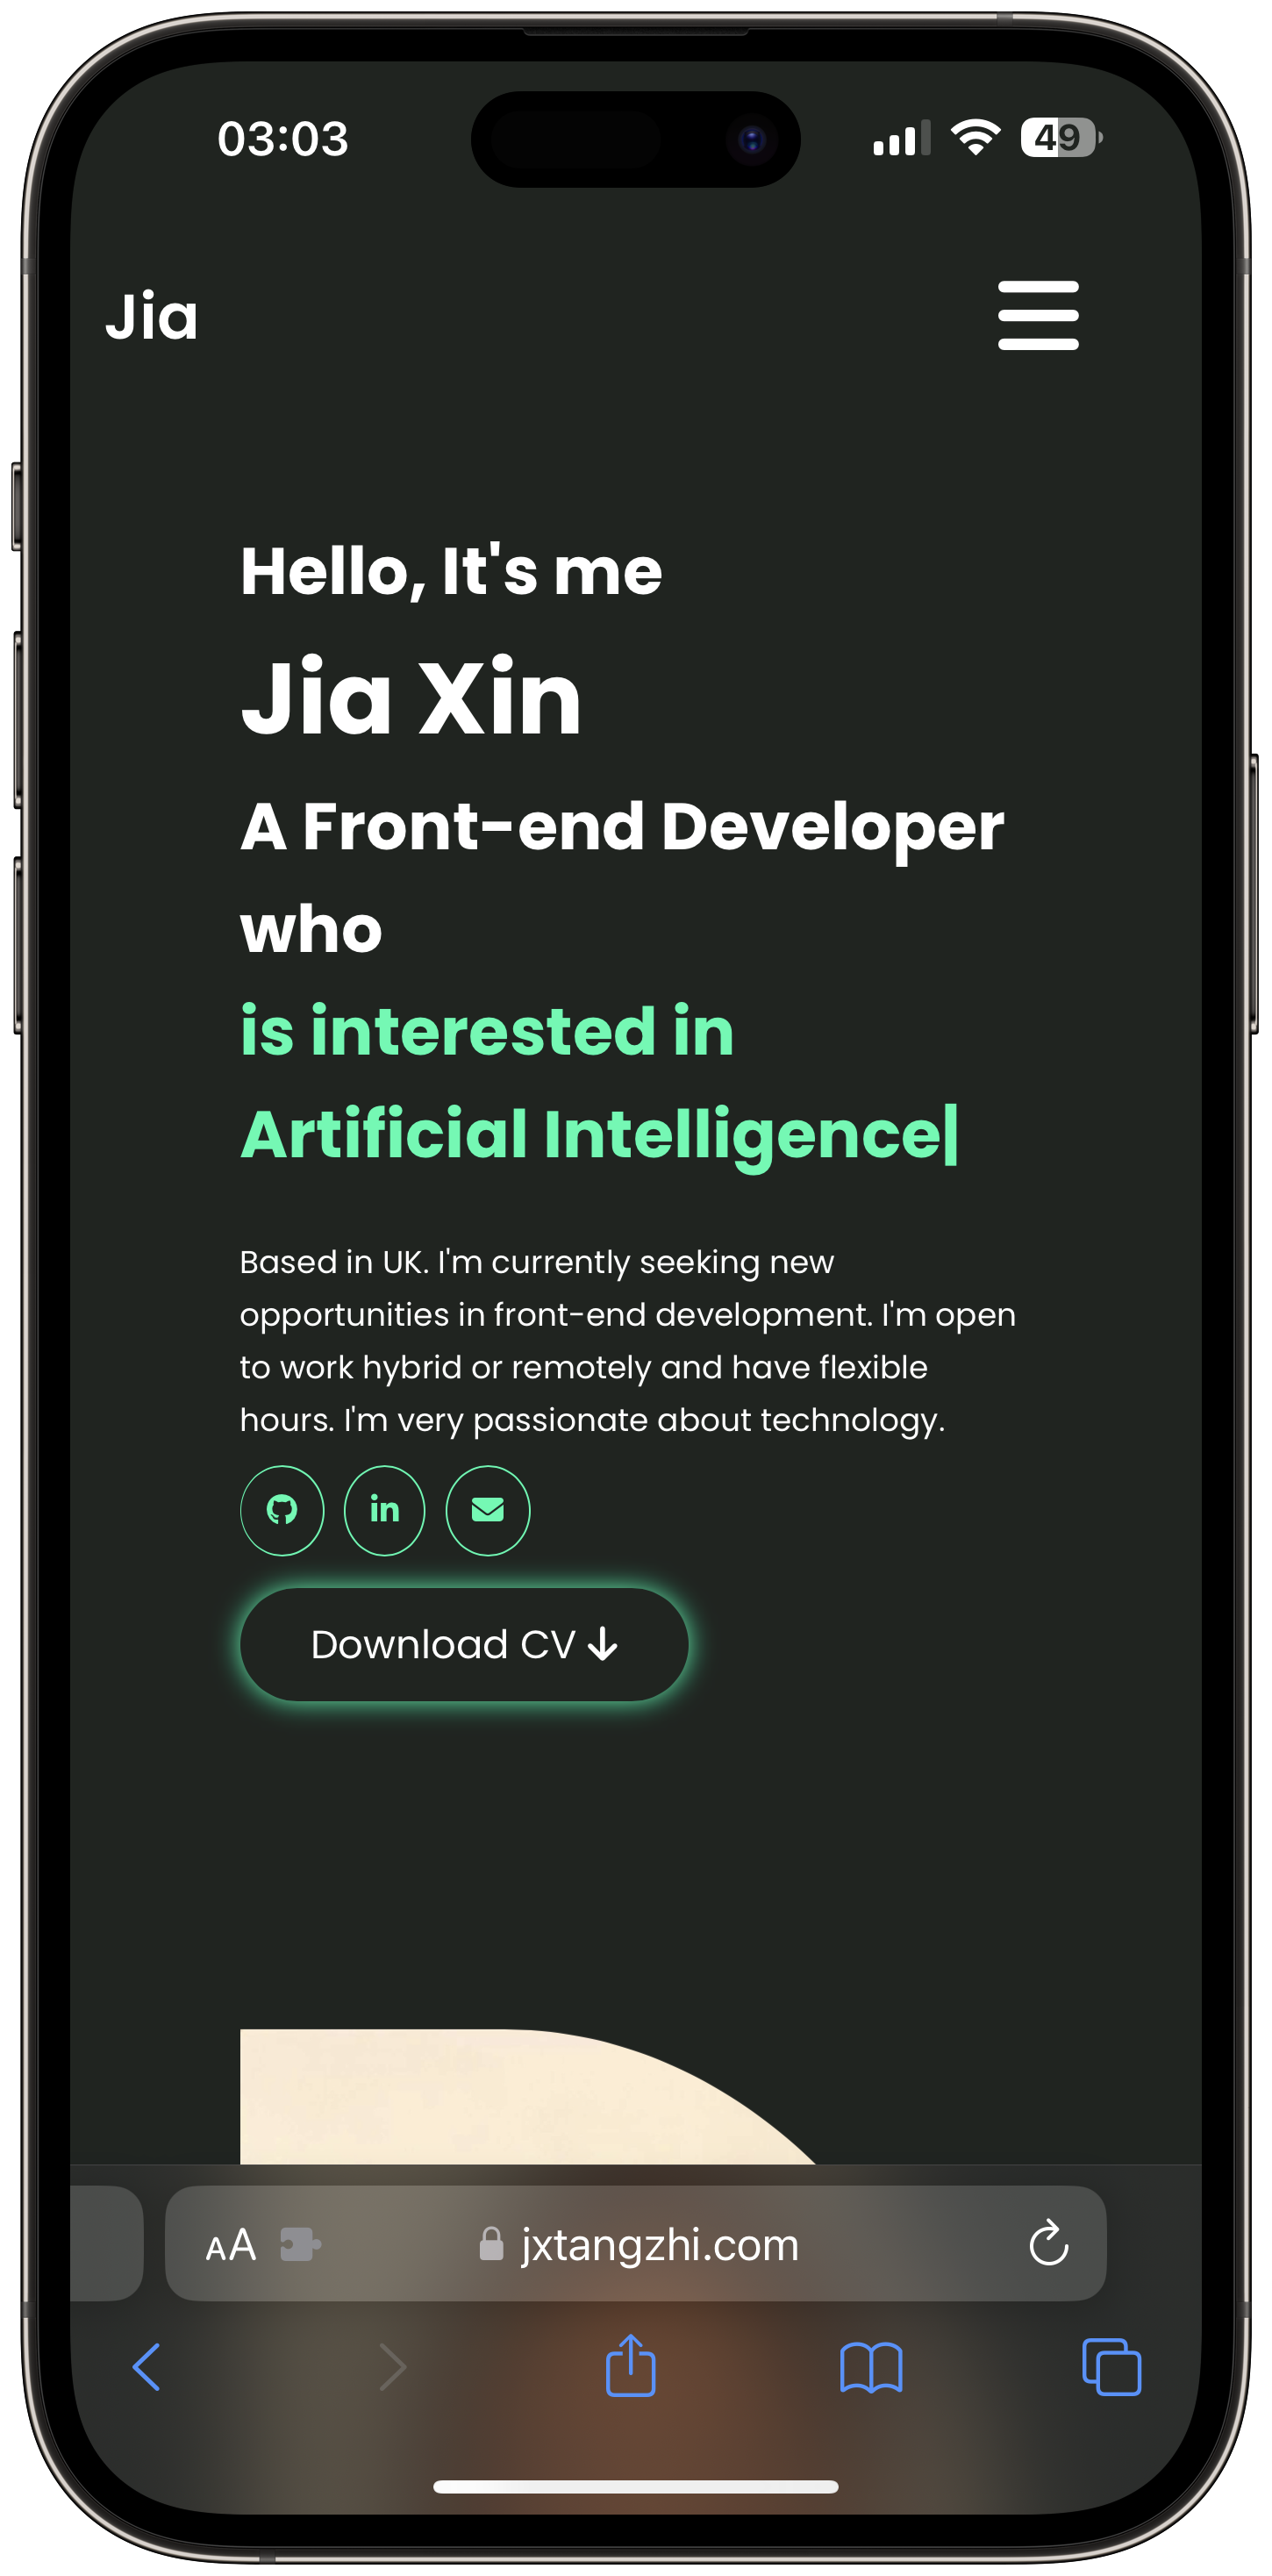 03:03
49
Jia
Hello, It's me
Jia Xin
A Front-end Developer
who
is interested in
Artificial Intelligence|
Based in UK. I'm currently seeking new
opportunities in front-end development. I'm open
to work hybrid or remotely and have flexible
hours. I'm very passionate about technology.
in
Download CV ↓
AA
jxtangzhi.com